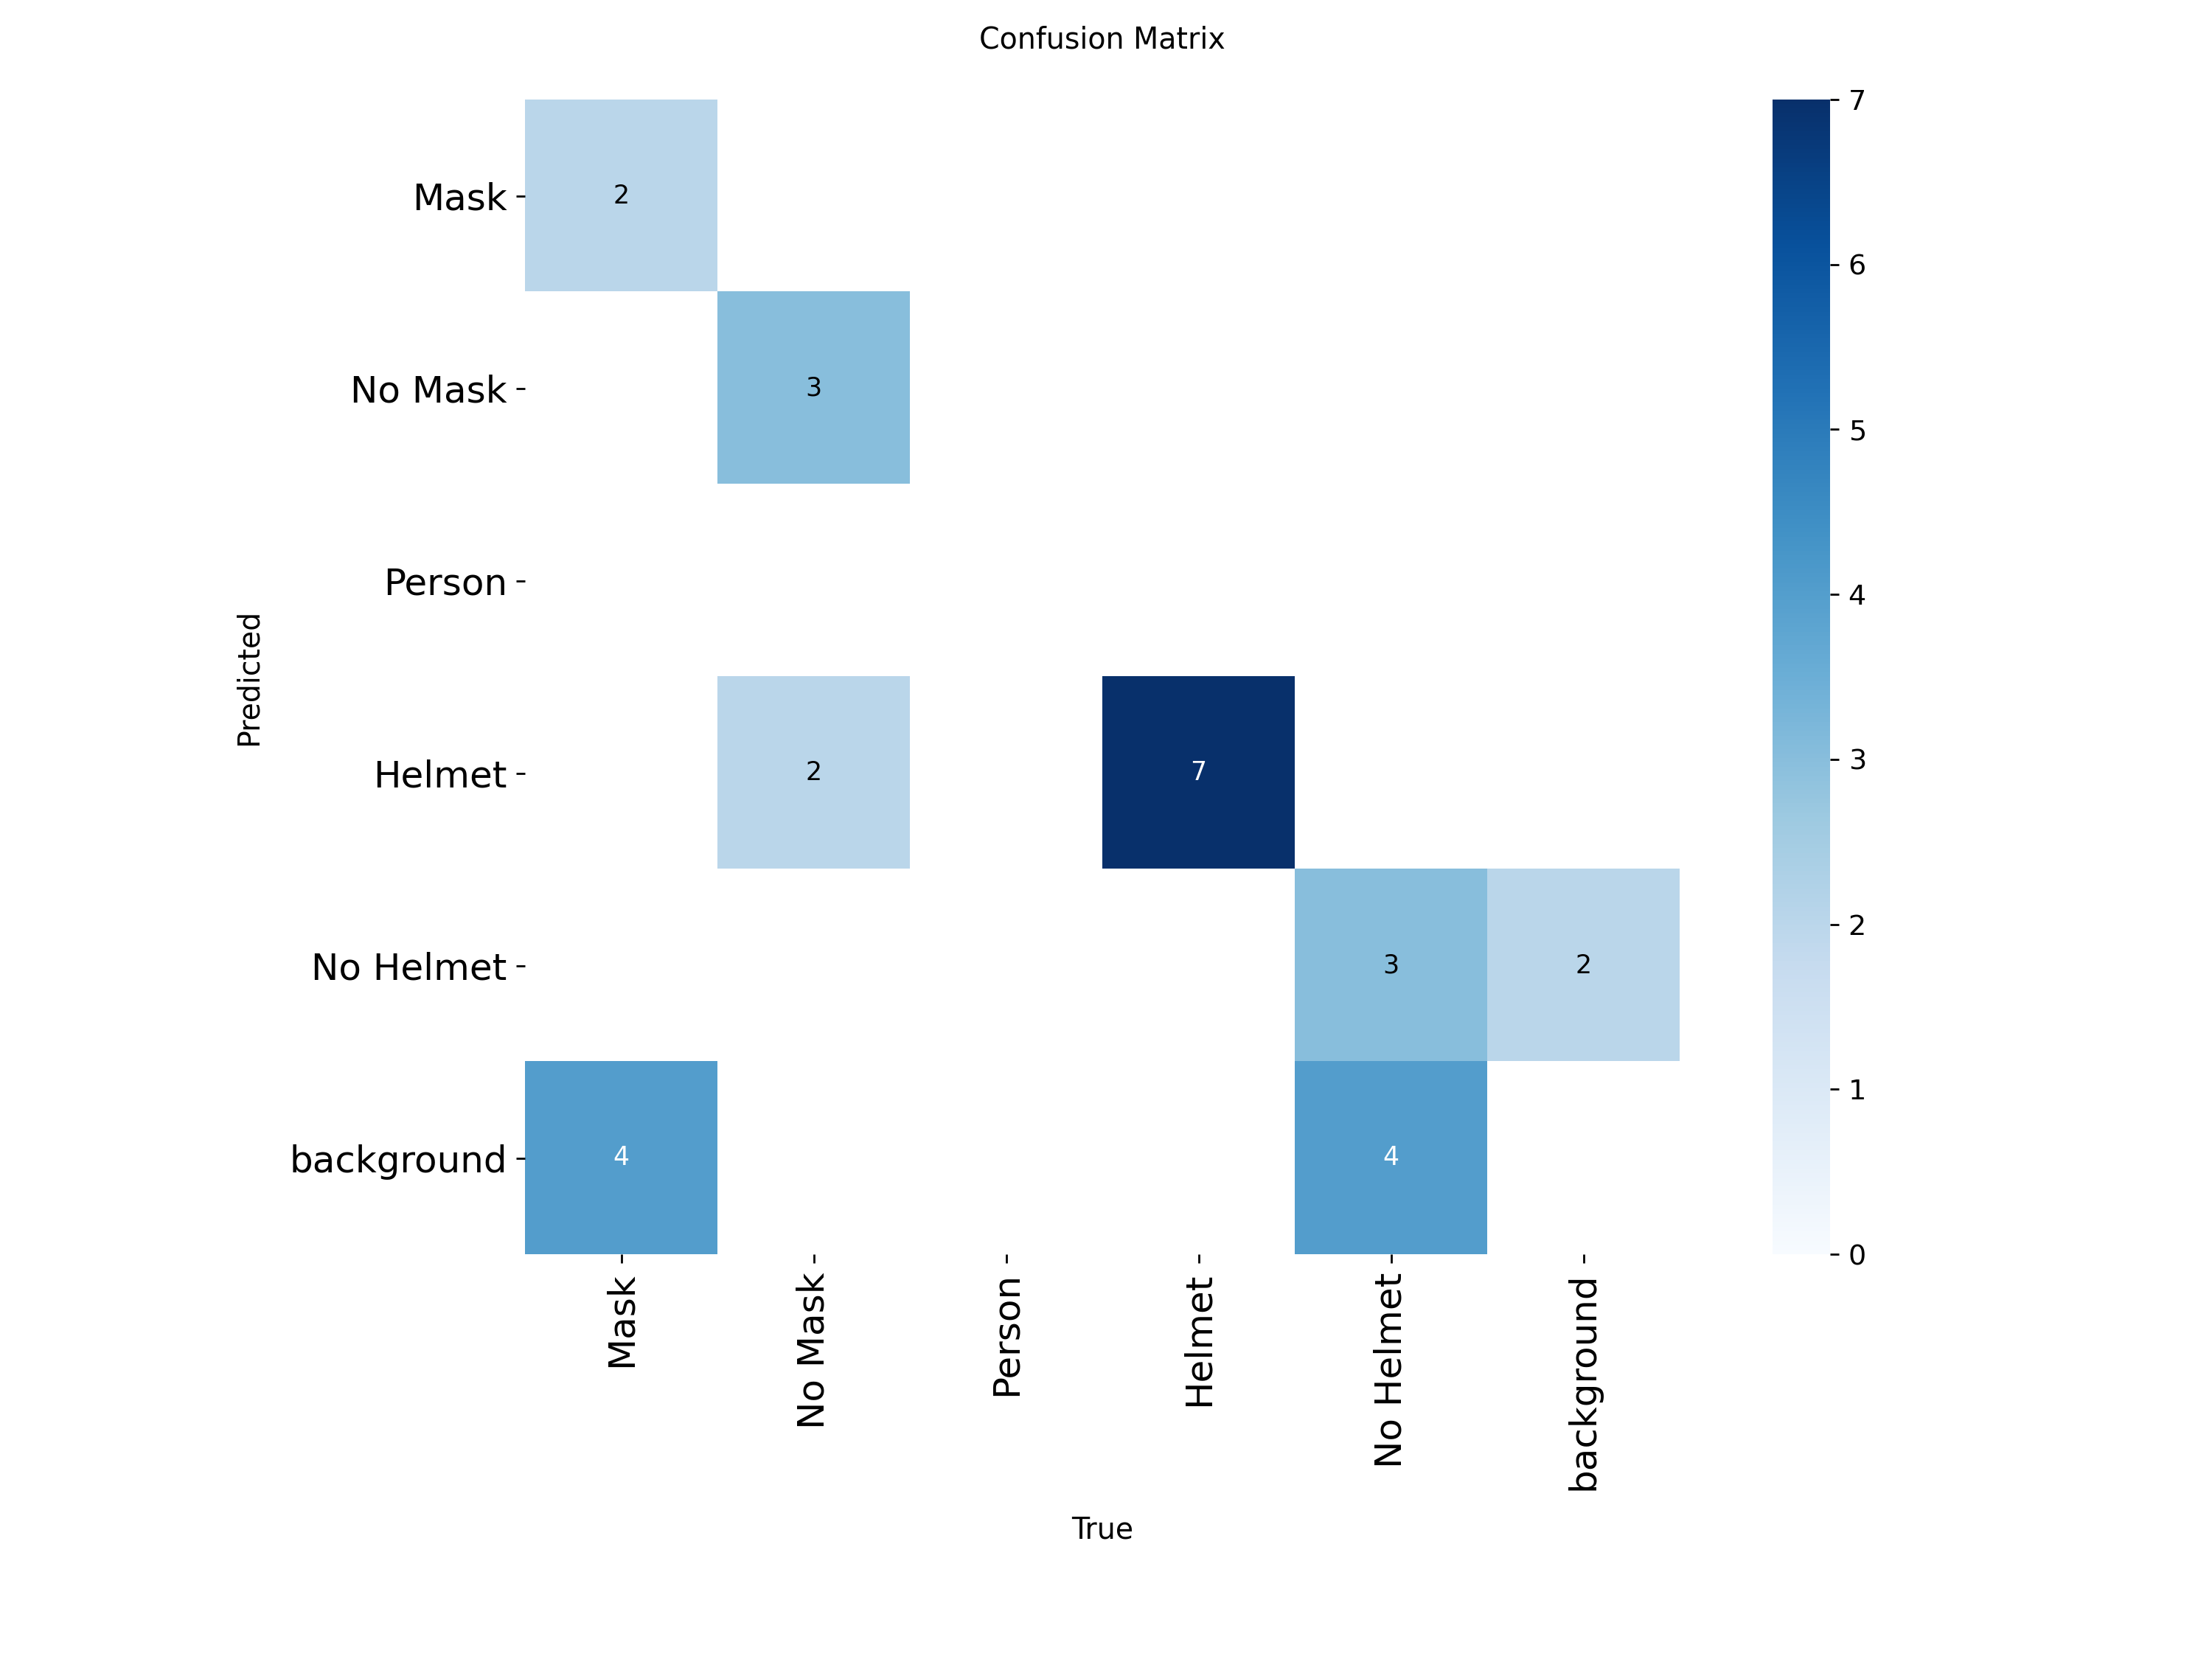 Confusion Matrix
7
Mask
2
6
No Mask
3
5
Person
4
Predicted
Helmet
2
7
3
No Helmet
3
2
2
background
4
4
1
0
Mask
No Mask
Person
Helmet
No Helmet
background
True